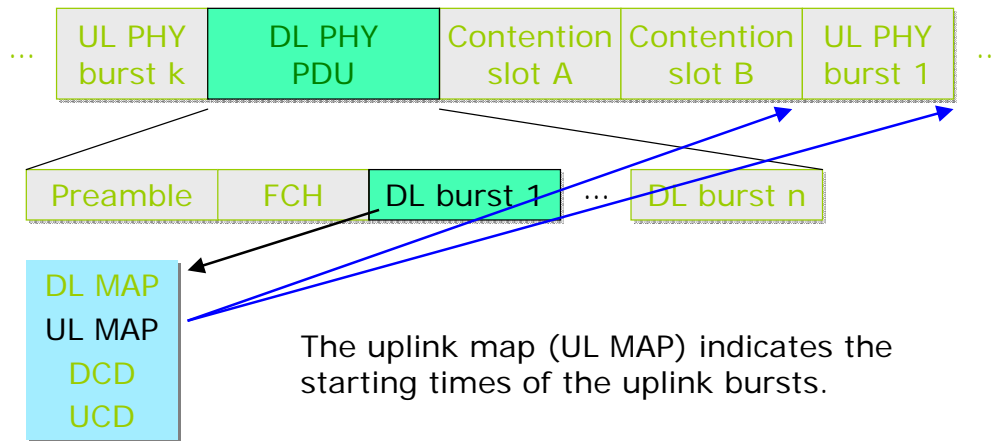 ...
UL PHY
burst k
DL PHY
PDU
Contention
slot A
Contention
slot B
UL PHY
burst 1
..
Preamble
FCH
DL burst 1
...
DL burst n
DL MAP
UL MAP
DCD
UCD
The uplink map (UL MAP) indicates the
starting times of the uplink bursts.